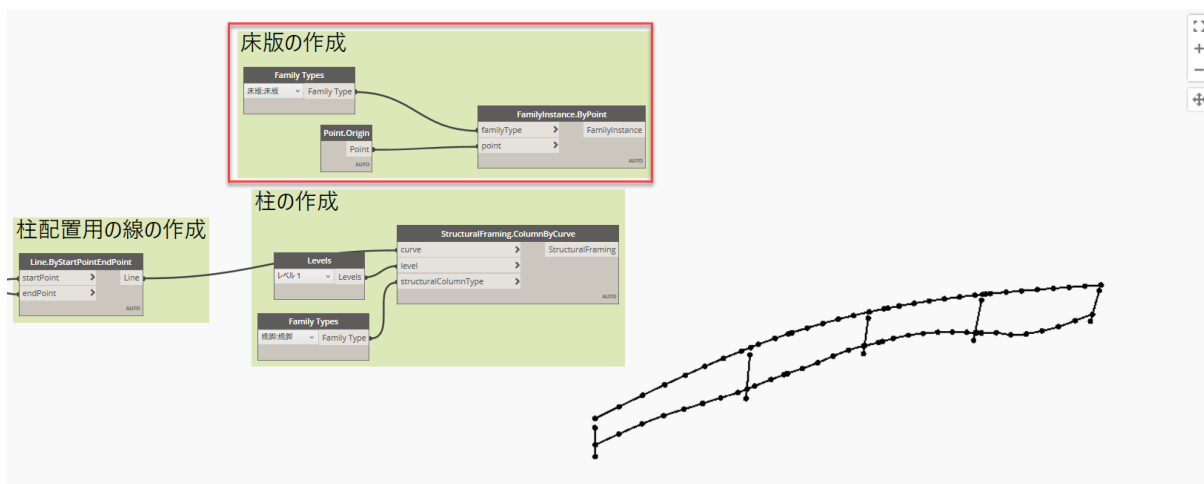 床版の作成
Family Types
床版:床版 Family Type
Point.Origin
Point
AUTO
FamilyInstance.ByPoint
familyType > FamilyInstance
point >
AUTO
柱の作成
柱配置用の線の作成
Line.ByStartPointEndPoint
startPoint > Line
endPoint >
AUTO
Levels
レベル 1 Levels
Family Types
橋脚:橋脚 Family Type
StructuralFraming.ColumnByCurve
curve > StructuralFraming
level >
structuralColumnType >
AUTO